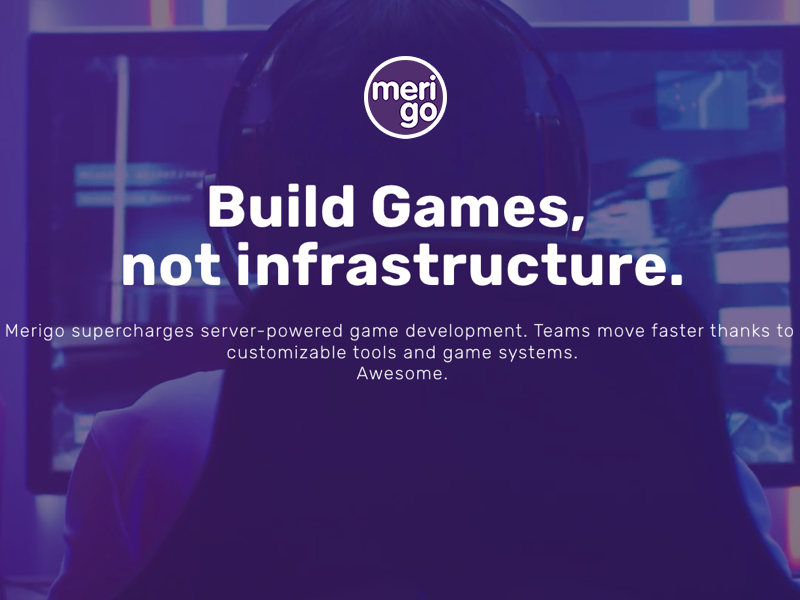 meri
go
Build Games,
not infrastructure.
Merigo supercharges server-powered game development. Teams move faster thanks to
customizable tools and game systems.
Awesome.